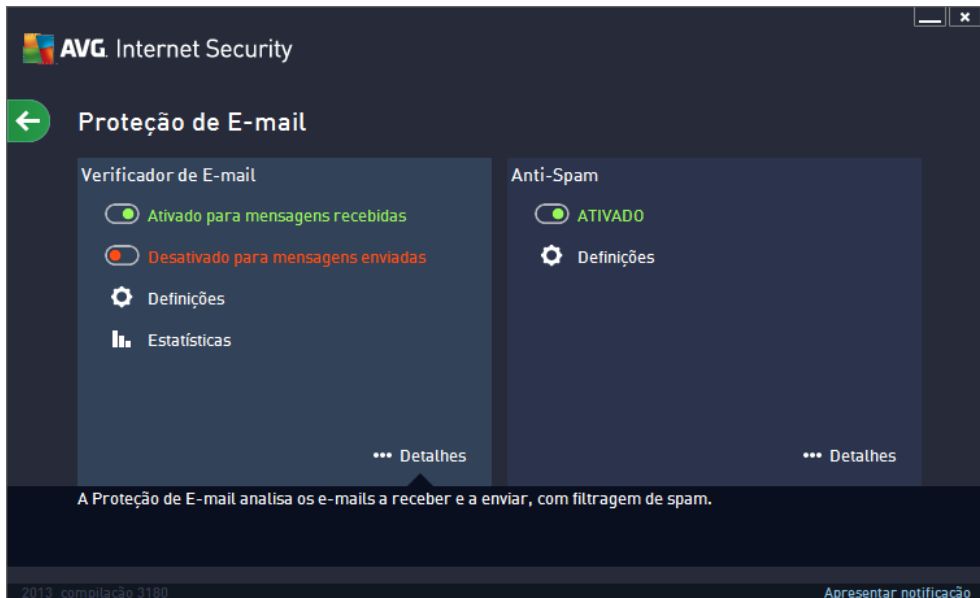 AVG. Internet Security
Proteção de E-mail
Verificador de E-mail
Ativado para mensagens recebidas
Desativado para mensagens enviadas
Definições
Estatísticas
Detalhes
Anti-Spam
ATIVADO
Definições
Detalhes
A Proteção de E-mail analisa os e-mails a receber e a enviar, com filtragem de spam.
2013 compilação 3180
Apresentar notificação